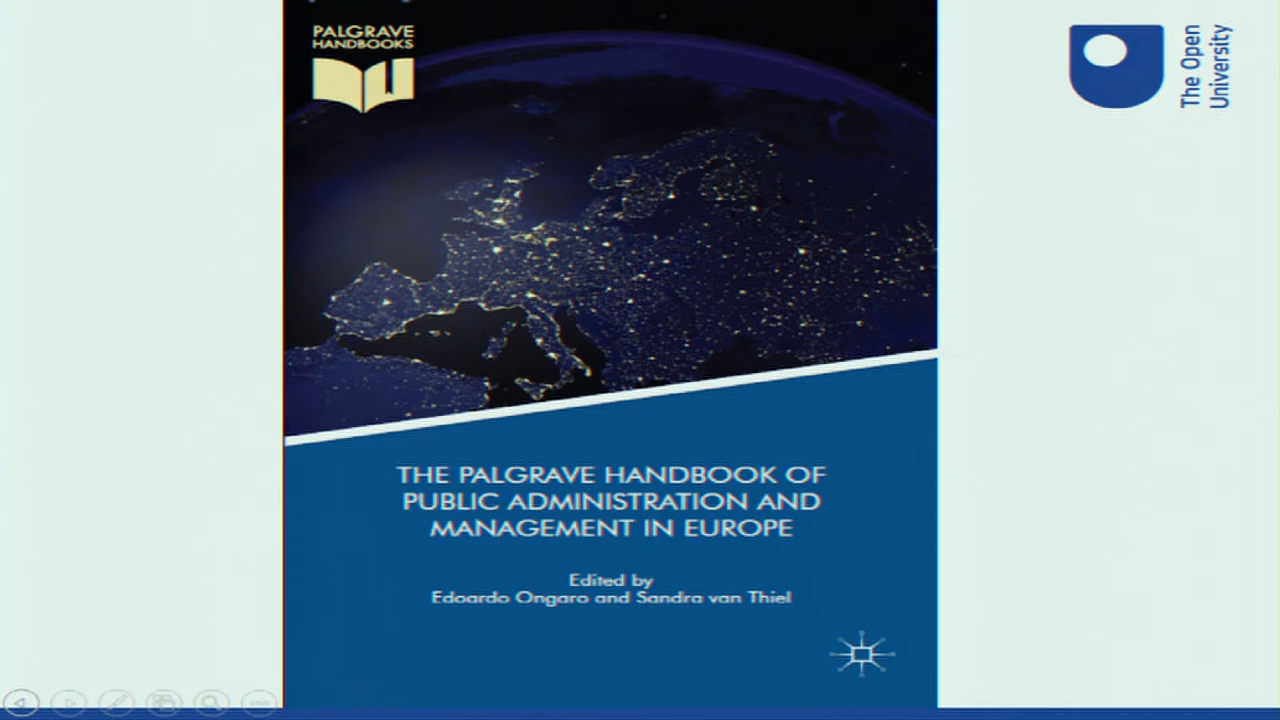 PALGRAVE
HANDBOOKS
The Open
University
THE PALGRAVE HANDBOOK OF
PUBLIC ADMINISTRATION AND
MANAGEMENT IN EUROPE
Edited by
Edoardo Ongaro and Sandra van Thiel